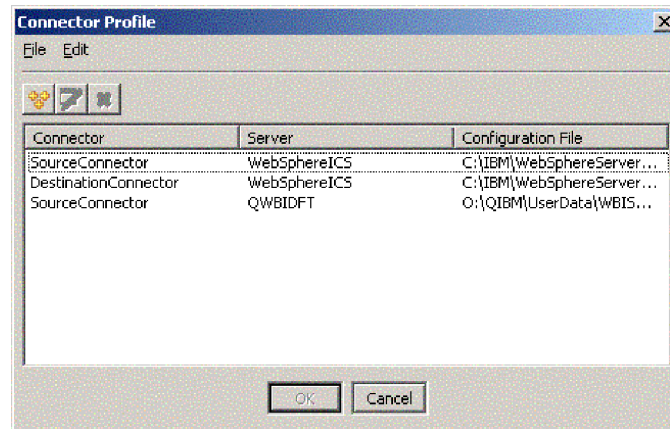 Connector Profile
File Edit
Connector Server Configuration File
SourceConnector WebSphereICS C:\IBM\WebSphereServer...
DestinationConnector WebSphereICS C:\IBM\WebSphereServer...
SourceConnector QWBIDFT O:\QIBM\UserData\WBIS...
OK Cancel